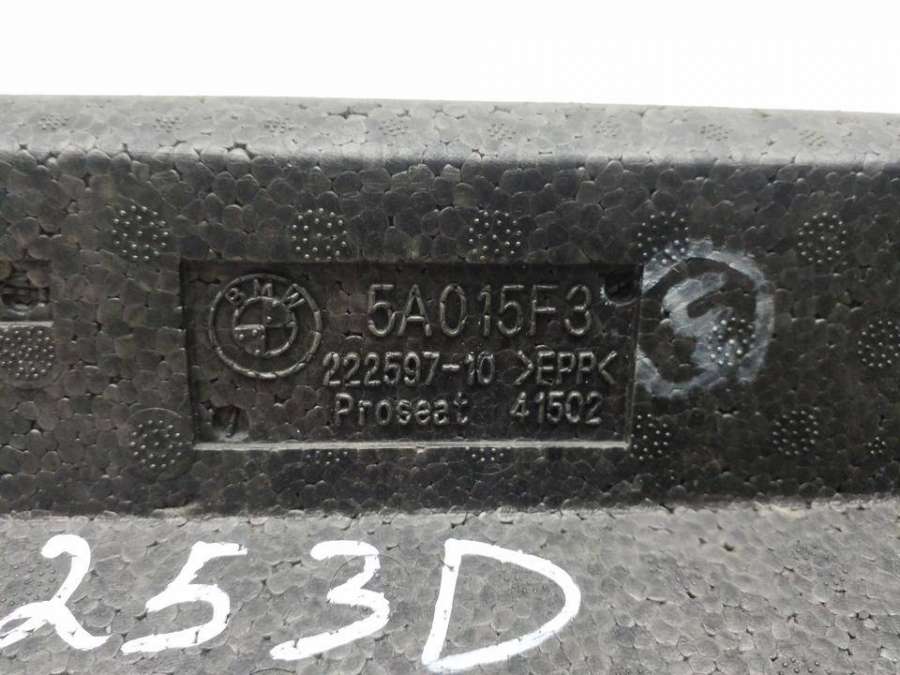 BMW
5A015F3
222597-10 >EPP<
Proseat 41502
253D